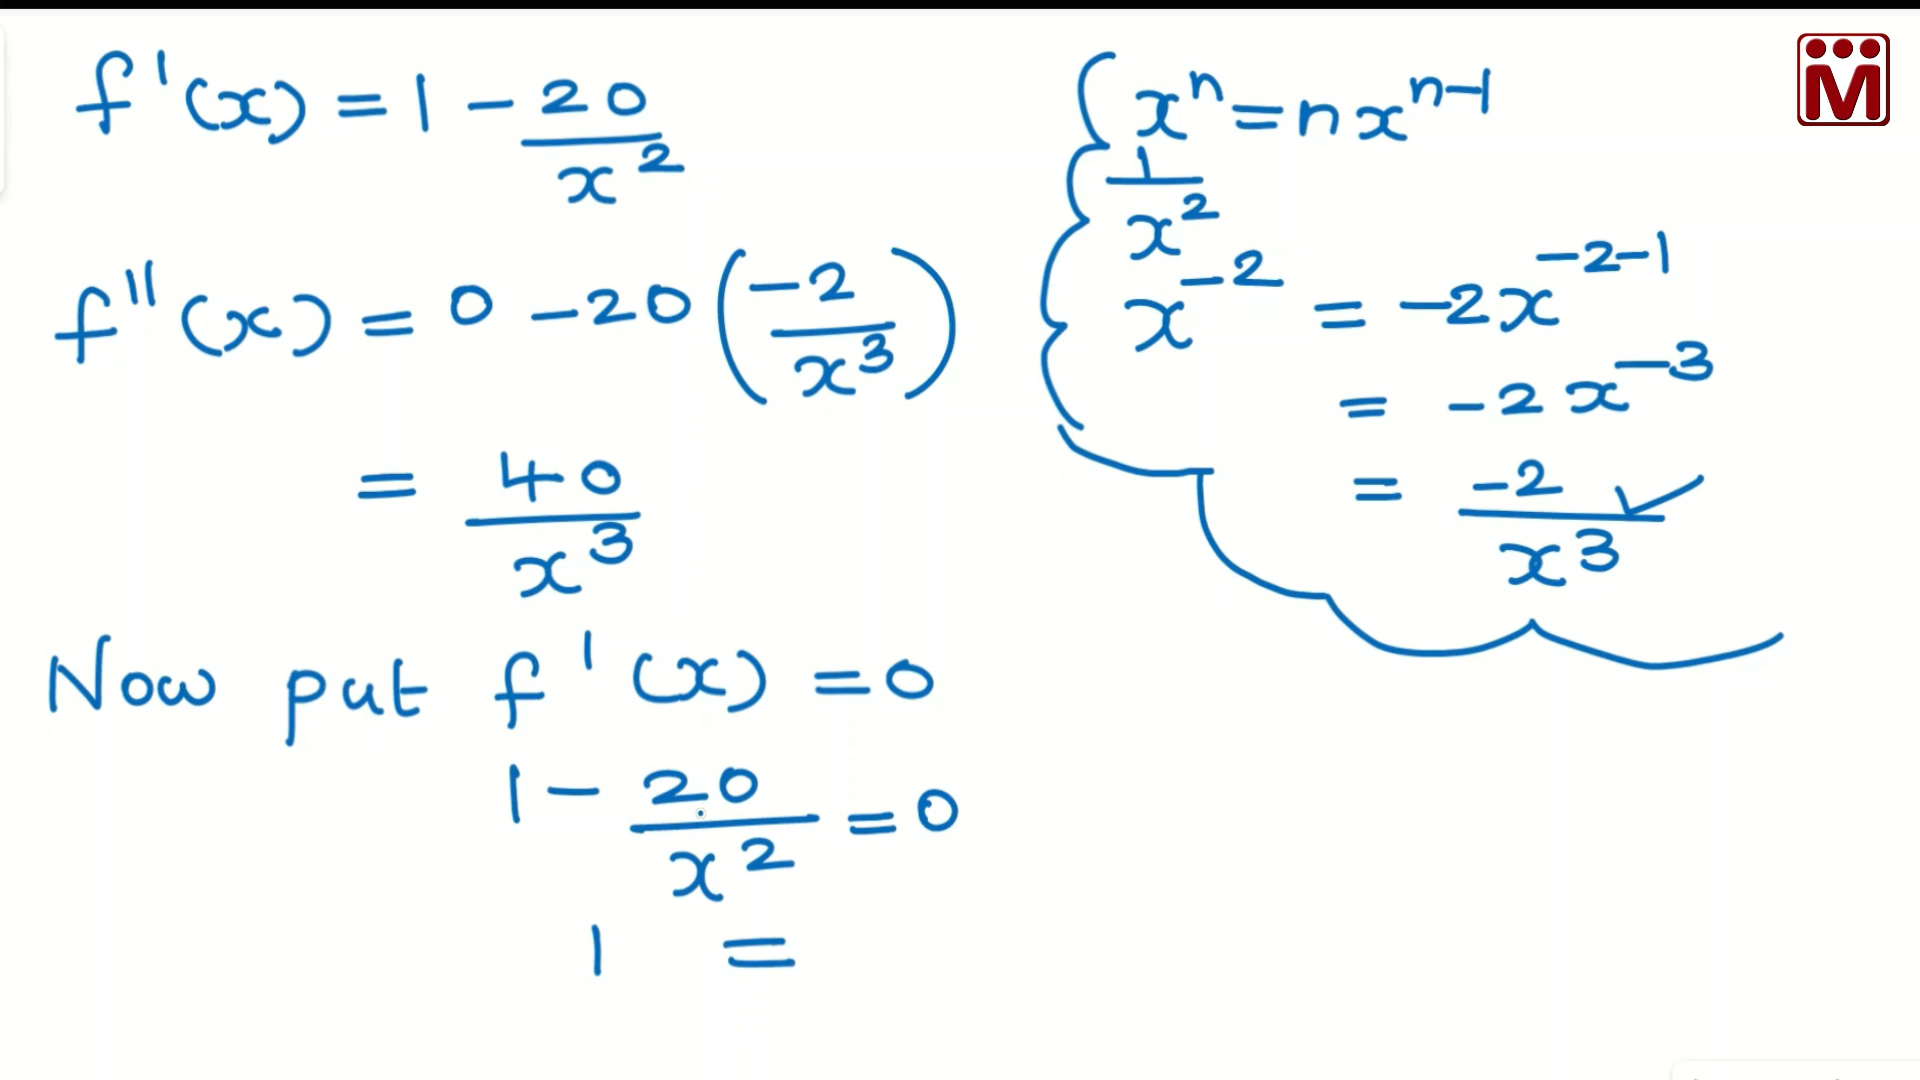 f'(x) = 1 - 20/x²
f''(x) = 0 - 20(-2/x³)
= 40/x³
Now put f'(x) = 0
1 - 20/x² = 0
1 =
xⁿ = nxⁿ⁻¹
1/x²
x⁻² = -2x⁻²⁻¹
= -2x⁻³
= -2/x³ ✓
M